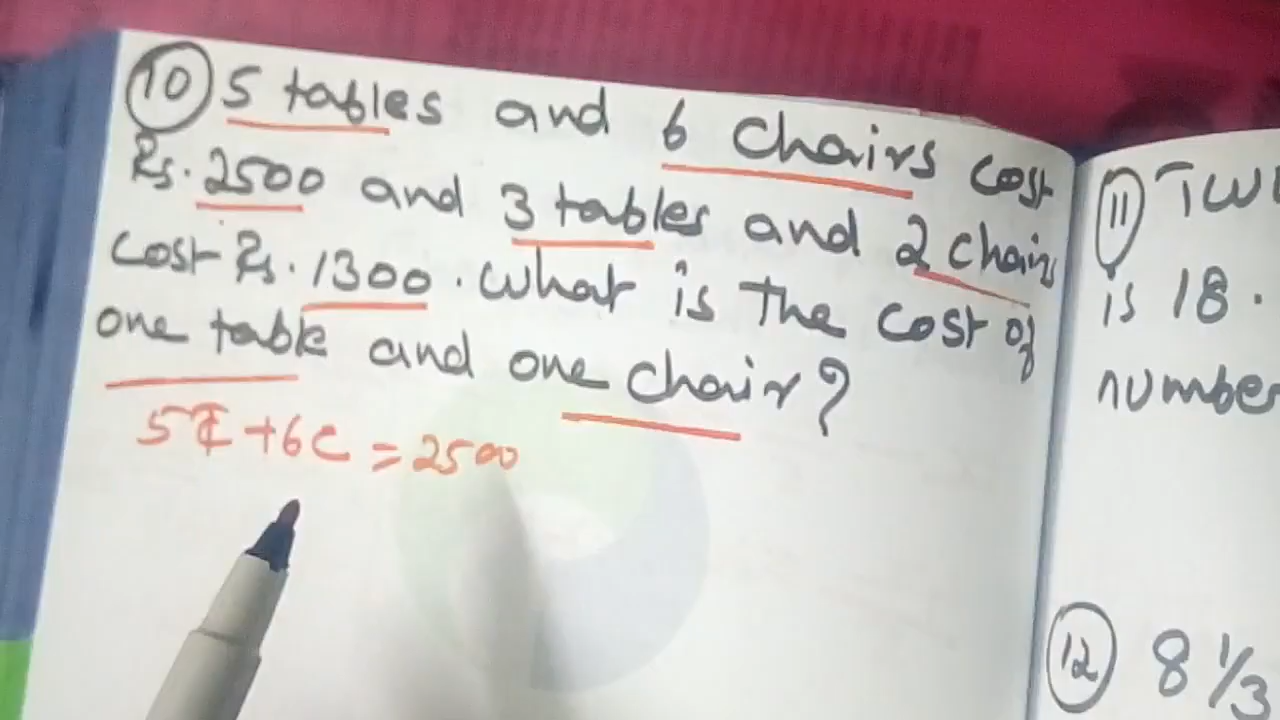 10 5 tables and 6 chairs cost
Rs. 2500 and 3 tables and 2 chairs
cost Rs. 1300. What is the cost of
one table and one chair?
5T + 6C = 2500
11
is 18.
number
12 8 1/3